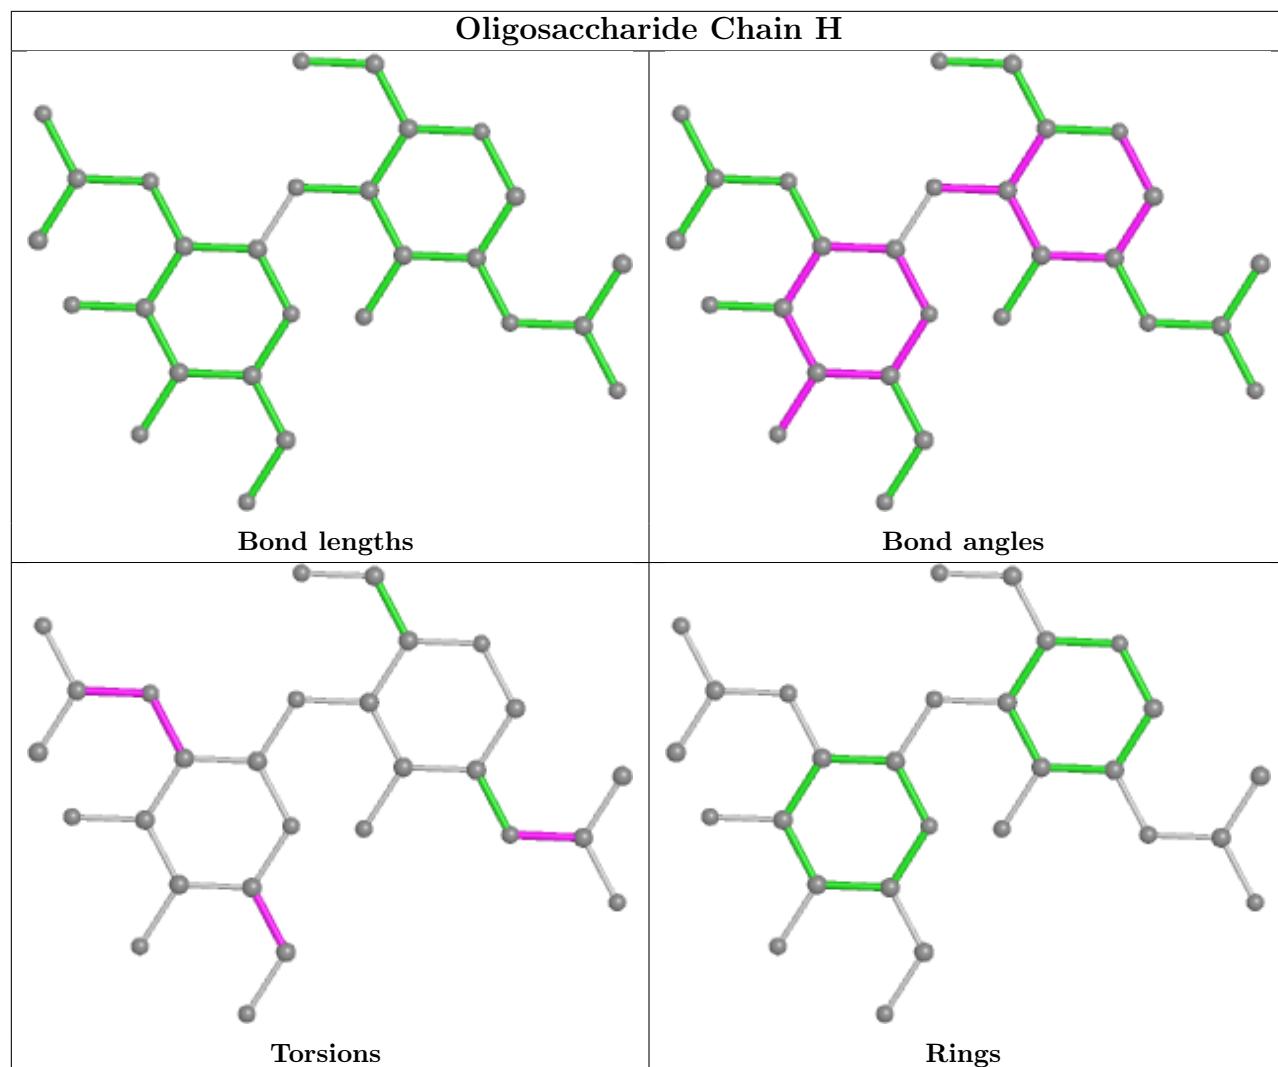 Oligosaccharide Chain H
Bond lengths
Bond angles
Torsions
Rings